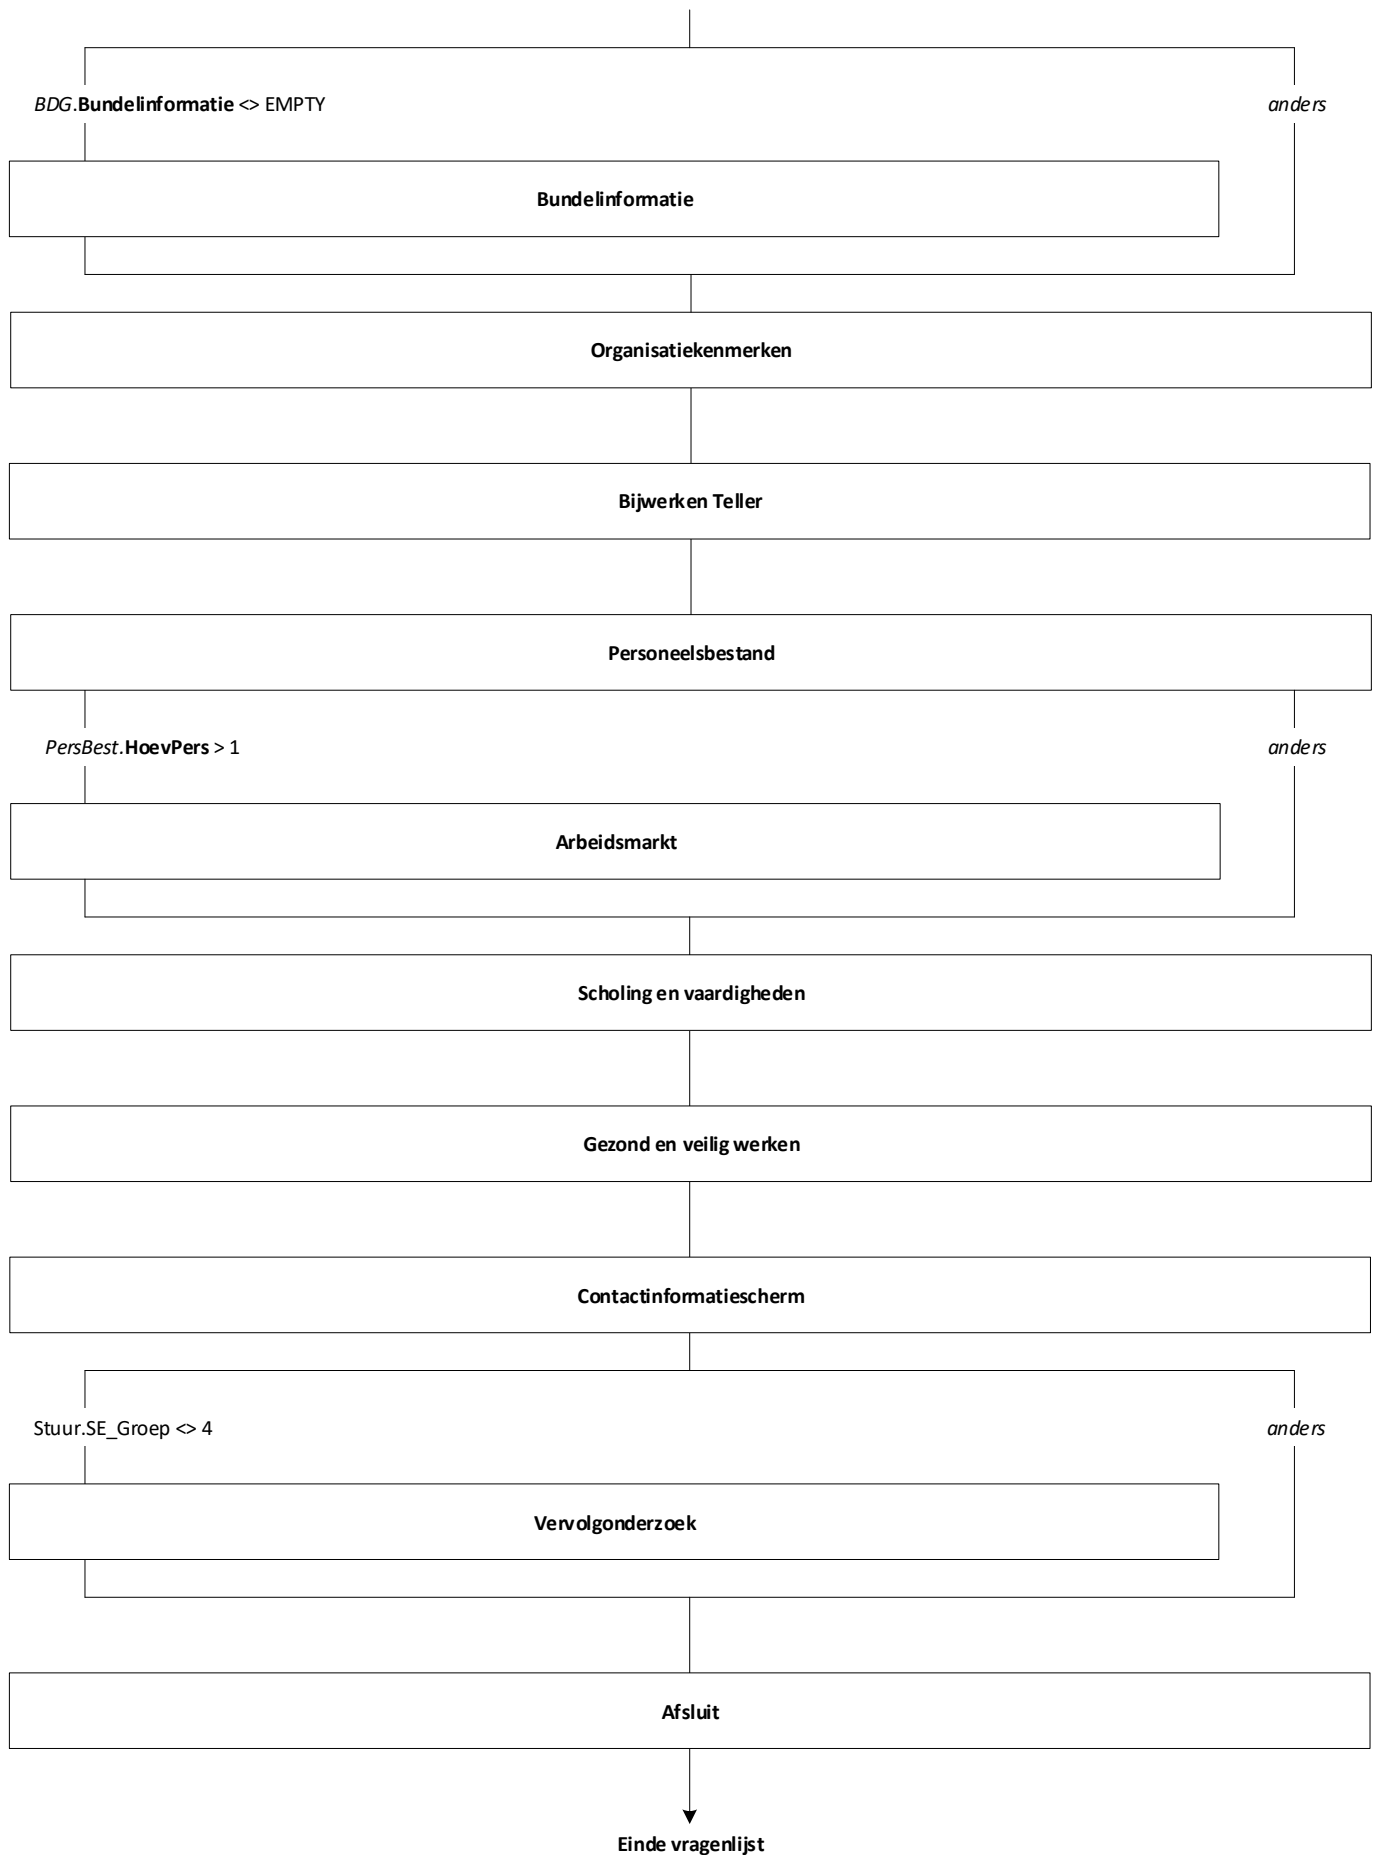 BDG.Bundelinformatie <> EMPTY
anders
Bundelinformatie
Organisatiekenmerken
Bijwerken Teller
Personeelsbestand
PersBest.HoevPers > 1
anders
Arbeidsmarkt
Scholing en vaardigheden
Gezond en veilig werken
Contactinformatiescherm
Stuur.SE_Groep <> 4
anders
Vervolgonderzoek
Afsluit
Einde vragenlijst